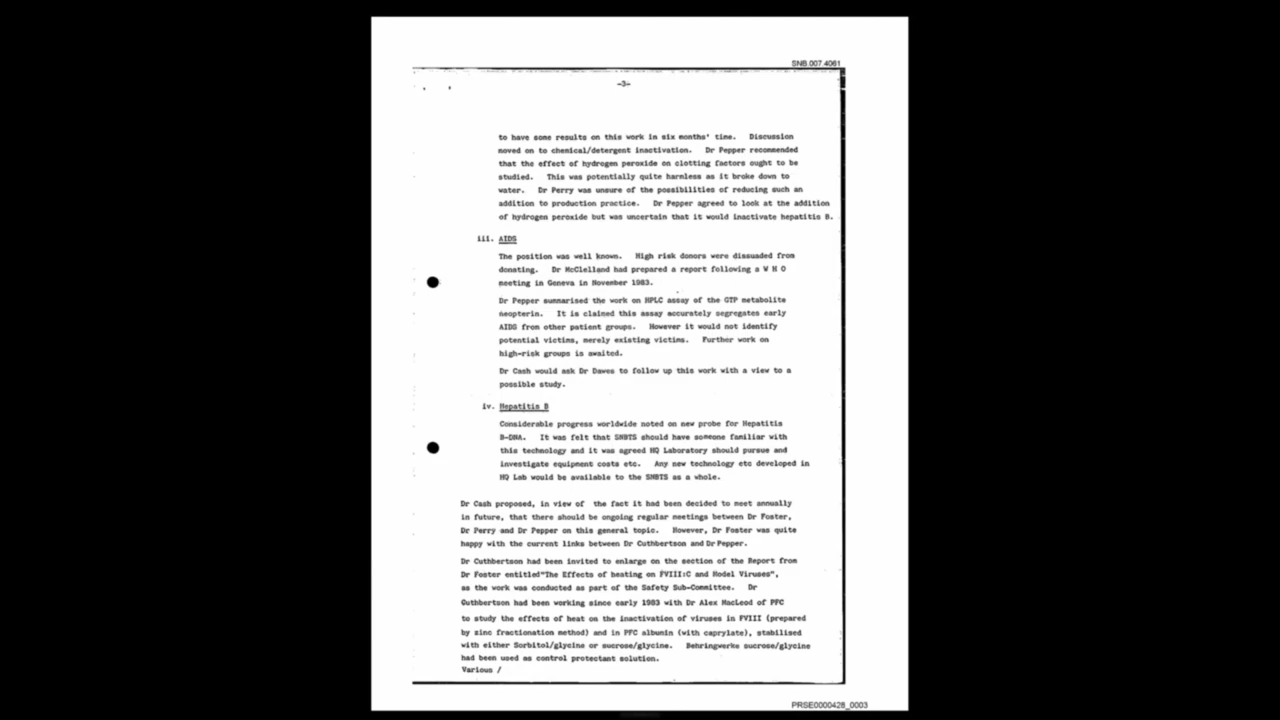 SNB.007.4061
-3-
to have some results on this work in six months' time. Discussion
moved on to chemical/detergent inactivation. Dr Pepper recommended
that the effect of hydrogen peroxide on clotting factors ought to be
studied. This was potentially quite harmless as it broke down to
water. Dr Perry was unsure of the possibilities of reducing such an
addition to production practice. Dr Pepper agreed to look at the addition
of hydrogen peroxide but was uncertain that it would inactivate hepatitis B.
iii. AIDS
The position was well known. High risk donors were dissuaded from
donating. Dr McClelland had prepared a report following a W H O
meeting in Geneva in November 1983.
Dr Pepper summarised the work on HPLC assay of the GTP metabolite
neopterin. It is claimed this assay accurately segregates early
AIDS from other patient groups. However it would not identify
potential victims, merely existing victims. Further work on
high-risk groups is awaited.
Dr Cash would ask Dr Dawes to follow up this work with a view to a
possible study.
iv. Hepatitis B
Considerable progress worldwide noted on new probe for Hepatitis
B-DNA. It was felt that SNBTS should have someone familiar with
this technology and it was agreed HQ Laboratory should pursue and
investigate equipment costs etc. Any new technology etc developed in
HQ Lab would be available to the SNBTS as a whole.
Dr Cash proposed, in view of the fact it had been decided to meet annually
in future, that there should be ongoing regular meetings between Dr Foster,
Dr Perry and Dr Pepper on this general topic. However, Dr Foster was quite
happy with the current links between Dr Cuthbertson and Dr Pepper.
Dr Cuthbertson had been invited to enlarge on the section of the Report from
Dr Foster entitled"The Effects of heating on FVIII:C and Model Viruses",
as the work was conducted as part of the Safety Sub-Committee. Dr
Cuthbertson had been working since early 1983 with Dr Alex MacLeod of PFC
to study the effects of heat on the inactivation of viruses in FVIII (prepared
by zinc fractionation method) and in PFC albumin (with caprylate), stabilised
with either Sorbitol/glycine or sucrose/glycine. Behringwerke sucrose/glycine
had been used as control protectant solution.
Various /
PRSE0000428_0003